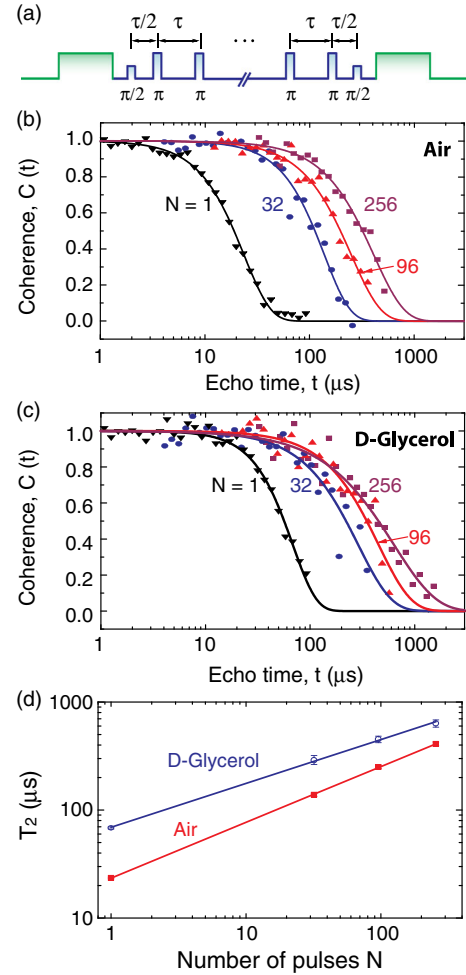 (a)
τ/2 τ ... τ τ/2
π/2 π π π π π/2
(b)
Air
N = 1
32
256
96
Coherence, C (t)
1.0
0.8
0.6
0.4
0.2
0.0
1 10 100 1000
Echo time, t (μs)
(c)
D-Glycerol
N = 1
32
256
96
Coherence, C (t)
1.0
0.8
0.6
0.4
0.2
0.0
1 10 100 1000
Echo time, t (μs)
(d)
1000
100
10
T₂ (μs)
D-Glycerol
Air
1 10 100
Number of pulses N